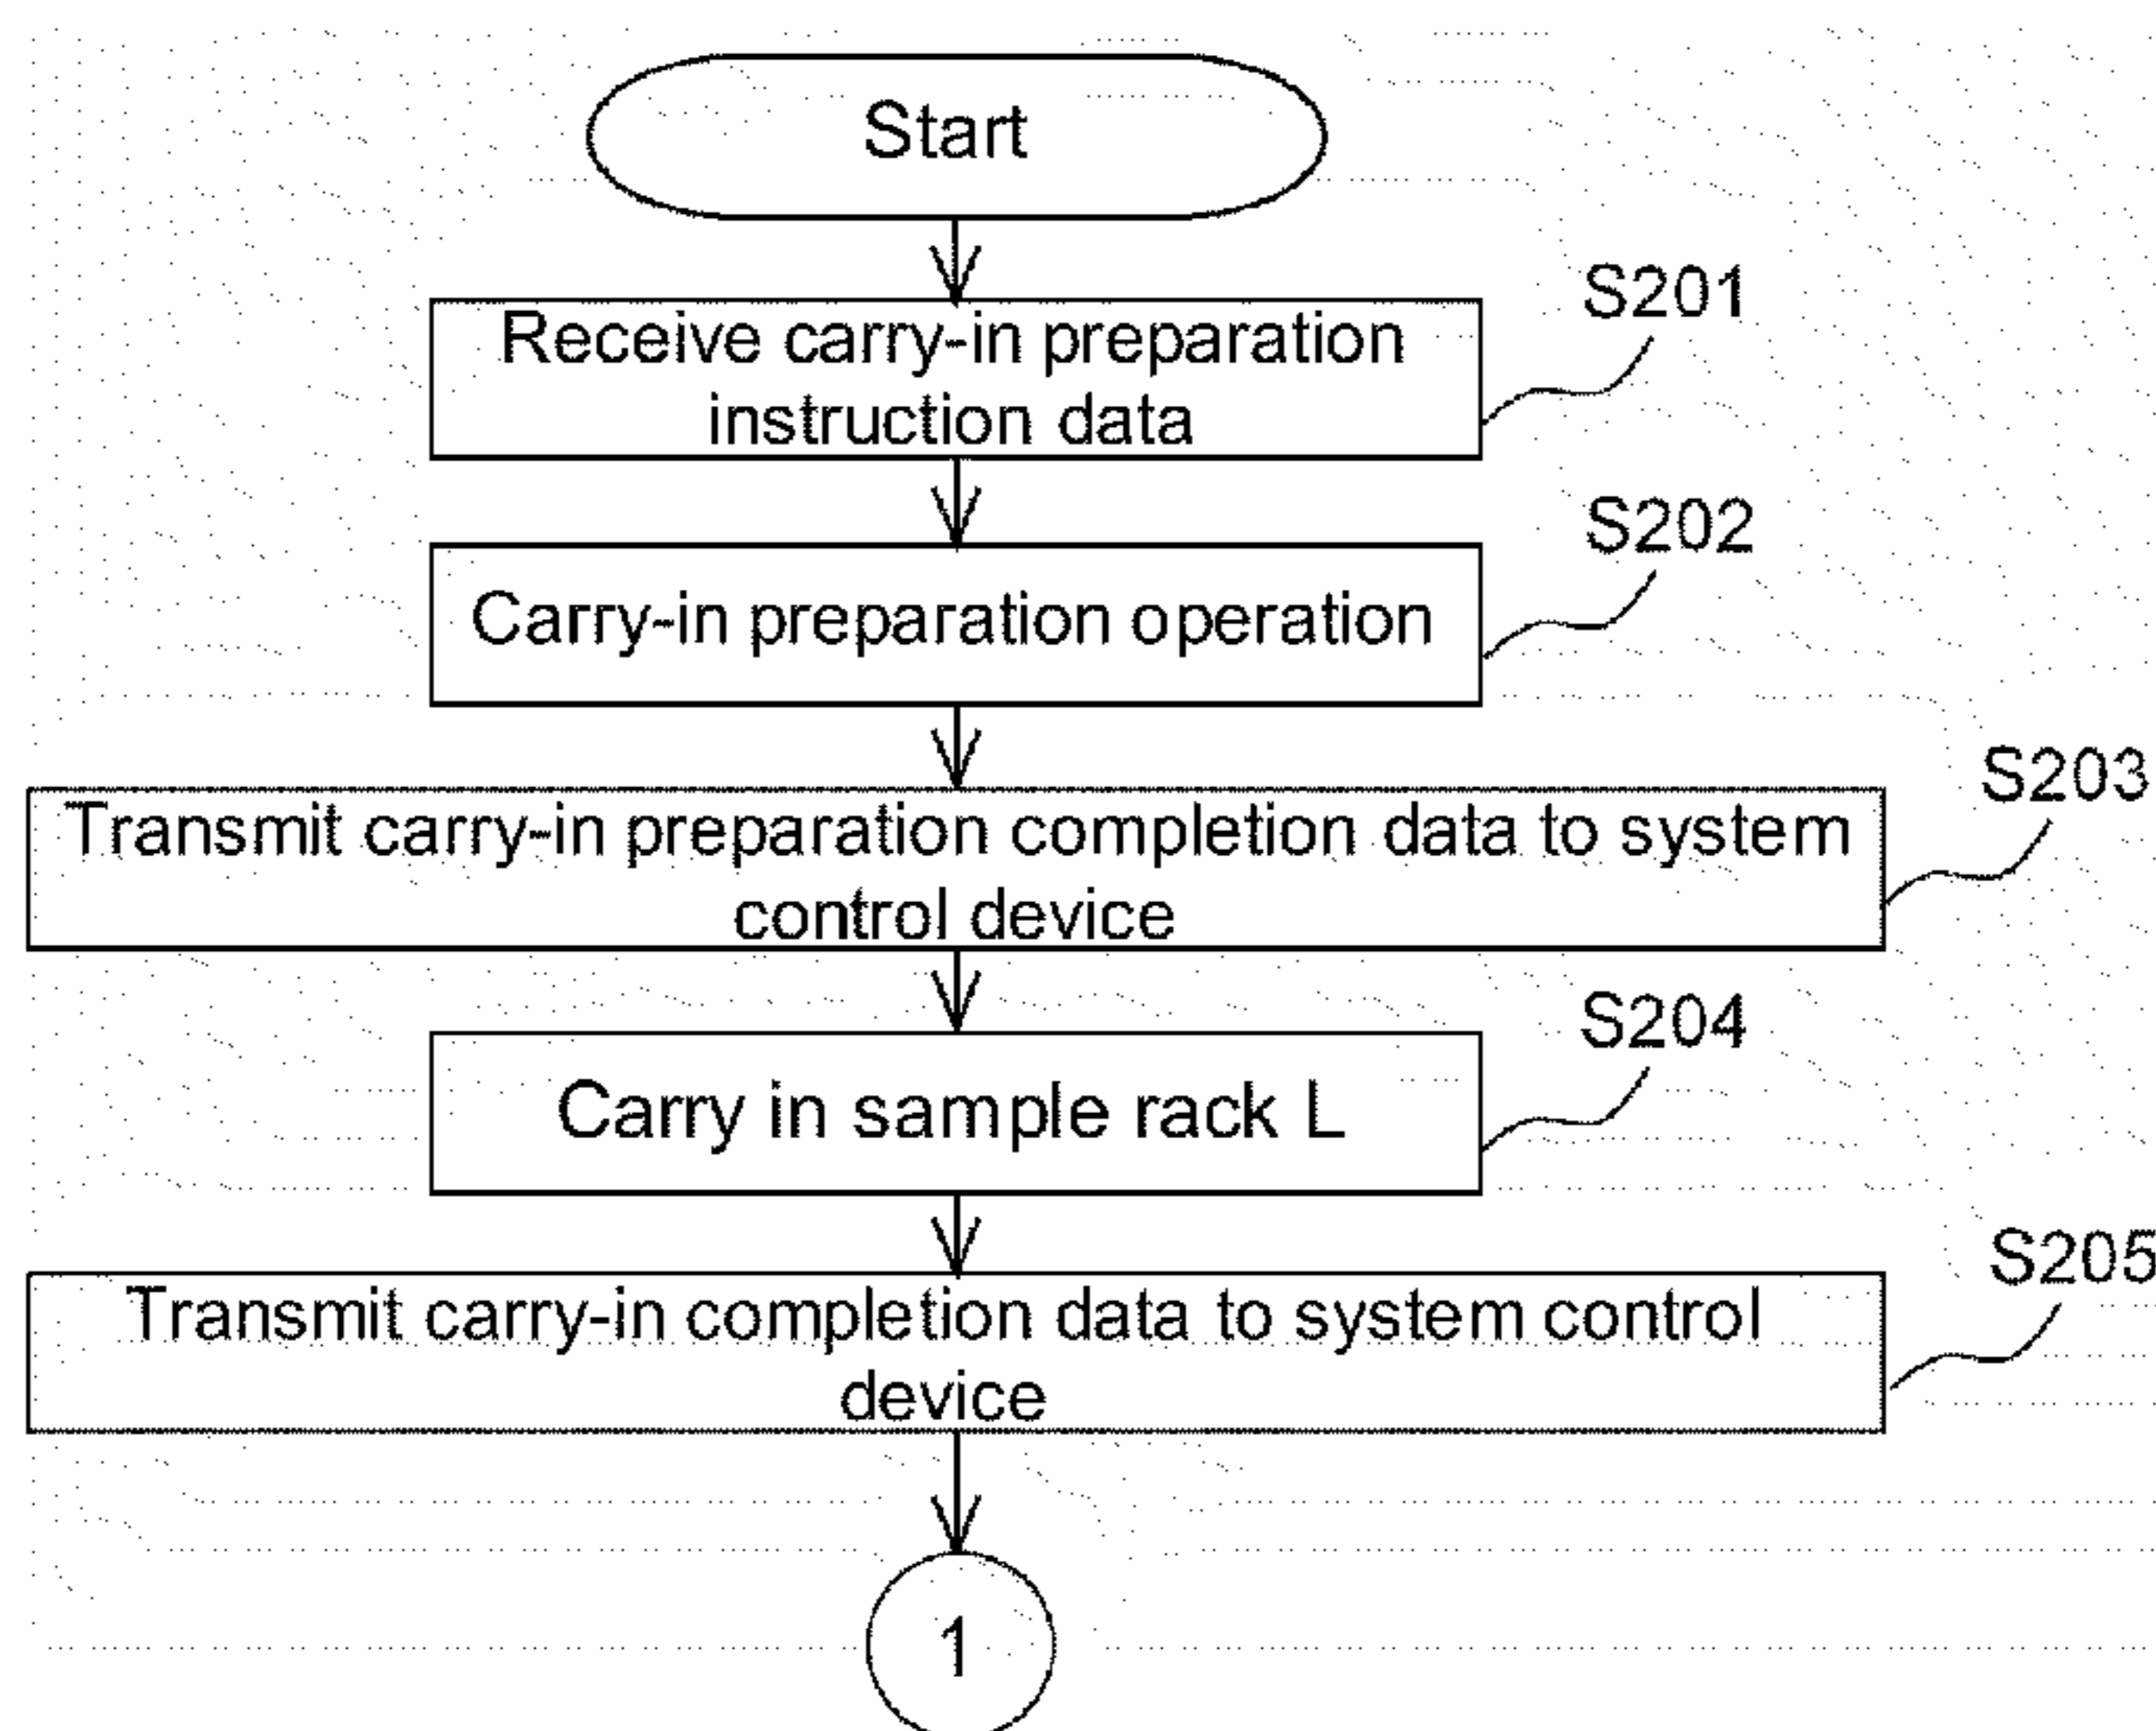 Start
S201
Receive carry-in preparation
instruction data
S202
Carry-in preparation operation
S203
Transmit carry-in preparation completion data to system
control device
S204
Carry in sample rack L
S205
Transmit carry-in completion data to system control
device
1